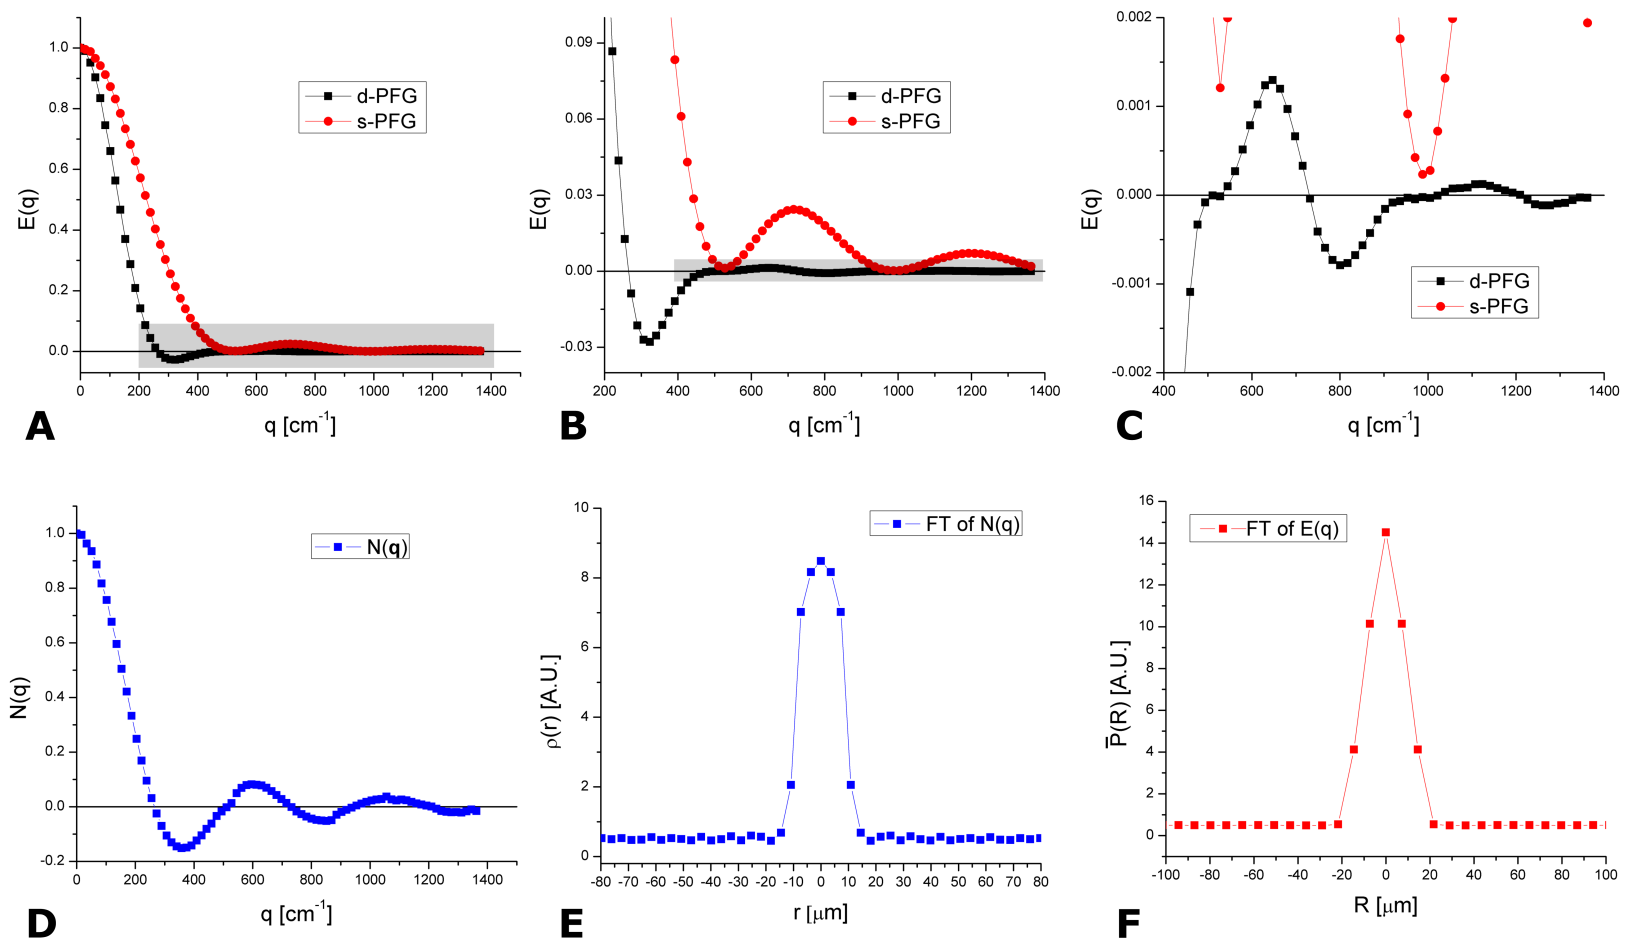 1.0
0.8
0.6
0.4
0.2
0.0
E(q)
d-PFG
s-PFG
0 200 400 600 800 1000 1200 1400
q [cm-1]
A
0.09
0.06
0.03
0.00
-0.03
E(q)
d-PFG
s-PFG
200 400 600 800 1000 1200 1400
q [cm-1]
B
0.002
0.001
0.000
-0.001
-0.002
E(q)
d-PFG
s-PFG
400 600 800 1000 1200 1400
q [cm-1]
C
1.0
0.8
0.6
0.4
0.2
0.0
-0.2
N(q)
N(q)
0 200 400 600 800 1000 1200 1400
q [cm-1]
D
10
8
6
4
2
0
ρ(r) [A.U.]
FT of N(q)
-80 -70 -60 -50 -40 -30 -20 -10 0 10 20 30 40 50 60 70 80
r [μm]
E
16
14
12
10
8
6
4
2
0
P̅(R) [A.U.]
FT of E(q)
-100 -80 -60 -40 -20 0 20 40 60 80 100
R [μm]
F